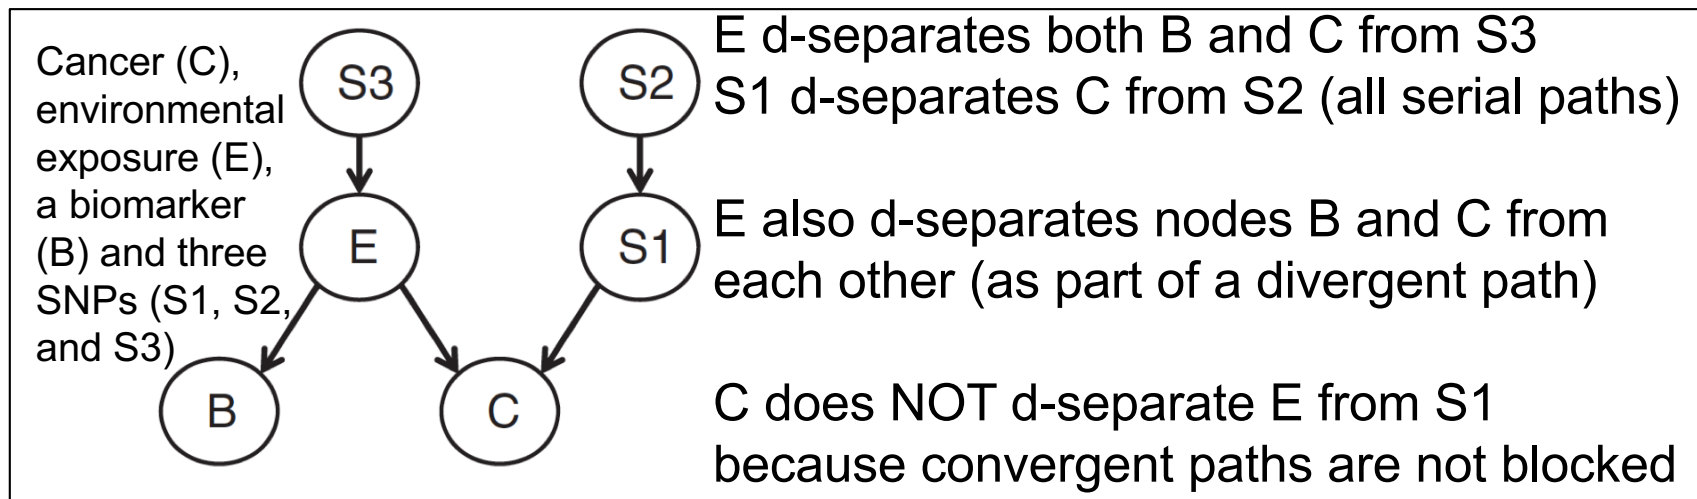 Cancer (C),
environmental
exposure (E),
a biomarker
(B) and three
SNPs (S1, S2,
and S3)
S3
S2
E
S1
B
C
E d-separates both B and C from S3
S1 d-separates C from S2 (all serial paths)
E also d-separates nodes B and C from
each other (as part of a divergent path)
C does NOT d-separate E from S1
because convergent paths are not blocked